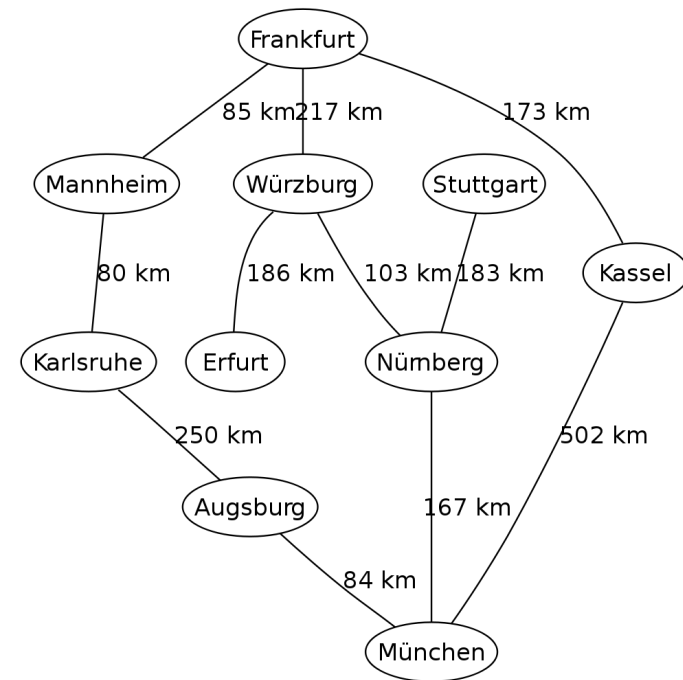 Frankfurt
85 km
217 km
173 km
Mannheim
Würzburg
Stuttgart
80 km
186 km
103 km
183 km
Kassel
Karlsruhe
Erfurt
Nürnberg
250 km
502 km
Augsburg
167 km
84 km
München